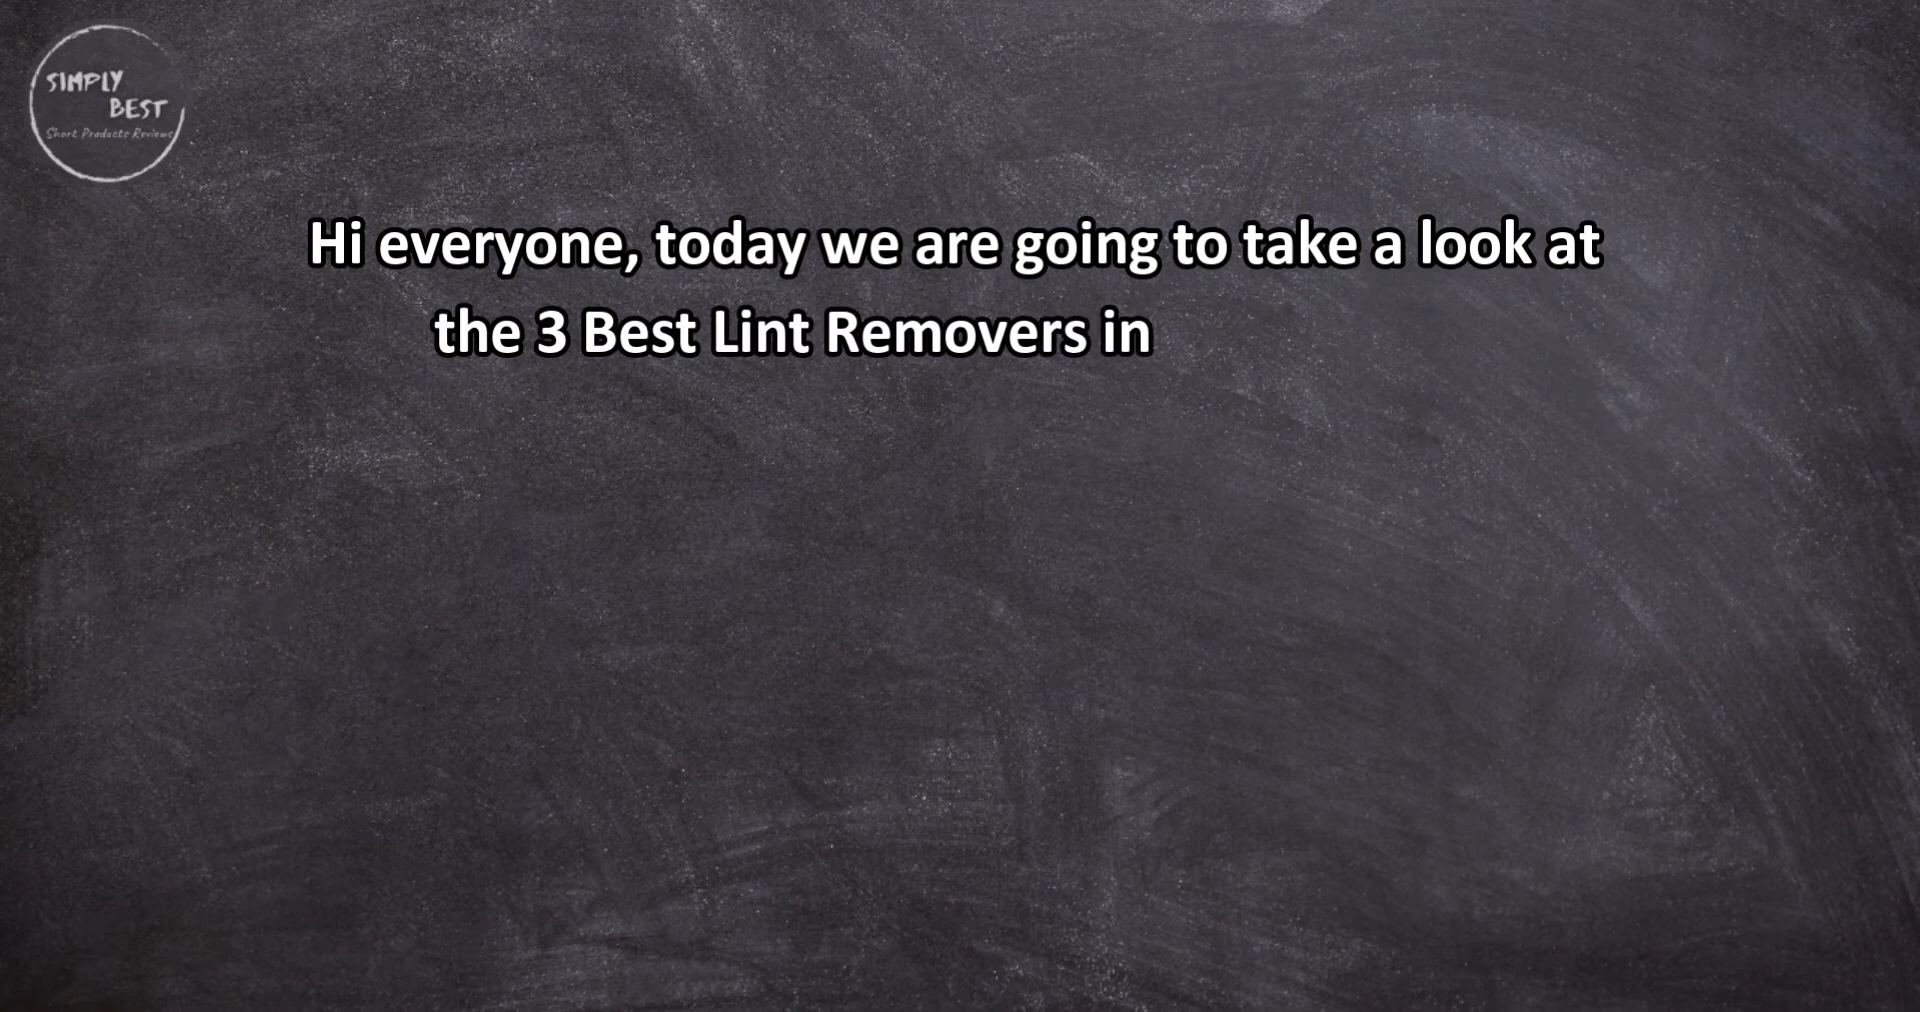 SIMPLY
BEST
Short Products Reviews
Hi everyone, today we are going to take a look at
the 3 Best Lint Removers in